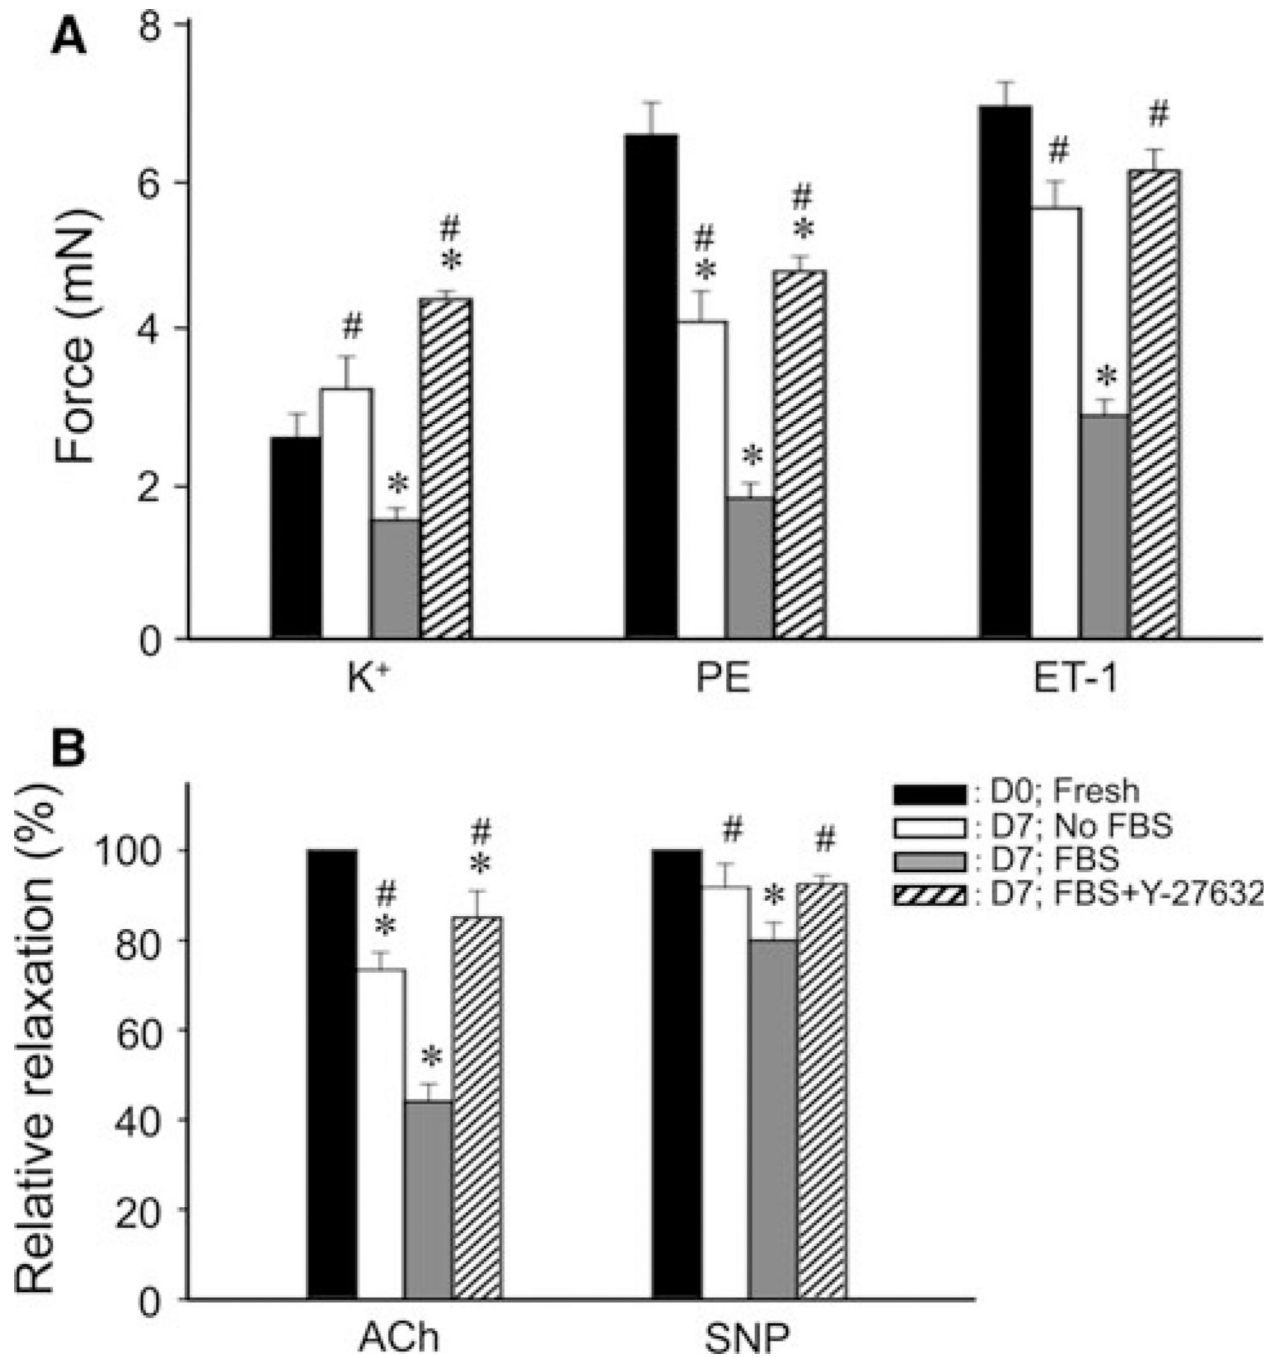 A
Force (mN)
8
6
4
2
0
#
*
#
*
#
#
*
*
#
*
*
#
#
*
K+
PE
ET-1
B
Relative relaxation (%)
100
80
60
40
20
0
#
*
*
#
*
#
*
#
ACh
SNP
: D0; Fresh
: D7; No FBS
: D7; FBS
: D7; FBS+Y-27632